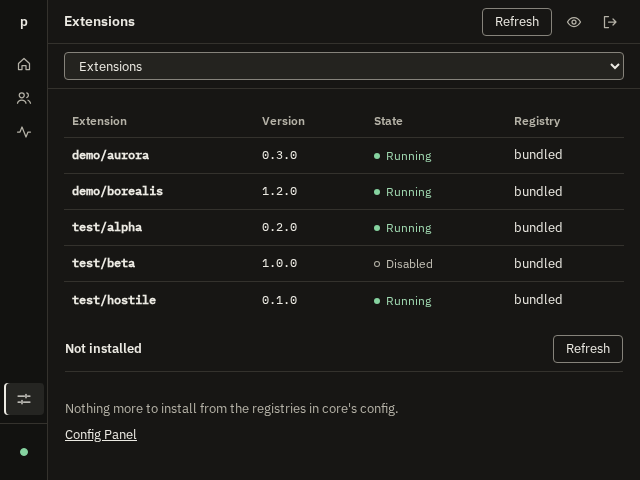 p
Extensions
Refresh
Extensions
Extension Version State Registry
demo/aurora 0.3.0 Running bundled
demo/borealis 1.2.0 Running bundled
test/alpha 0.2.0 Running bundled
test/beta 1.0.0 Disabled bundled
test/hostile 0.1.0 Running bundled
Not installed
Refresh
Nothing more to install from the registries in core's config.
Config Panel